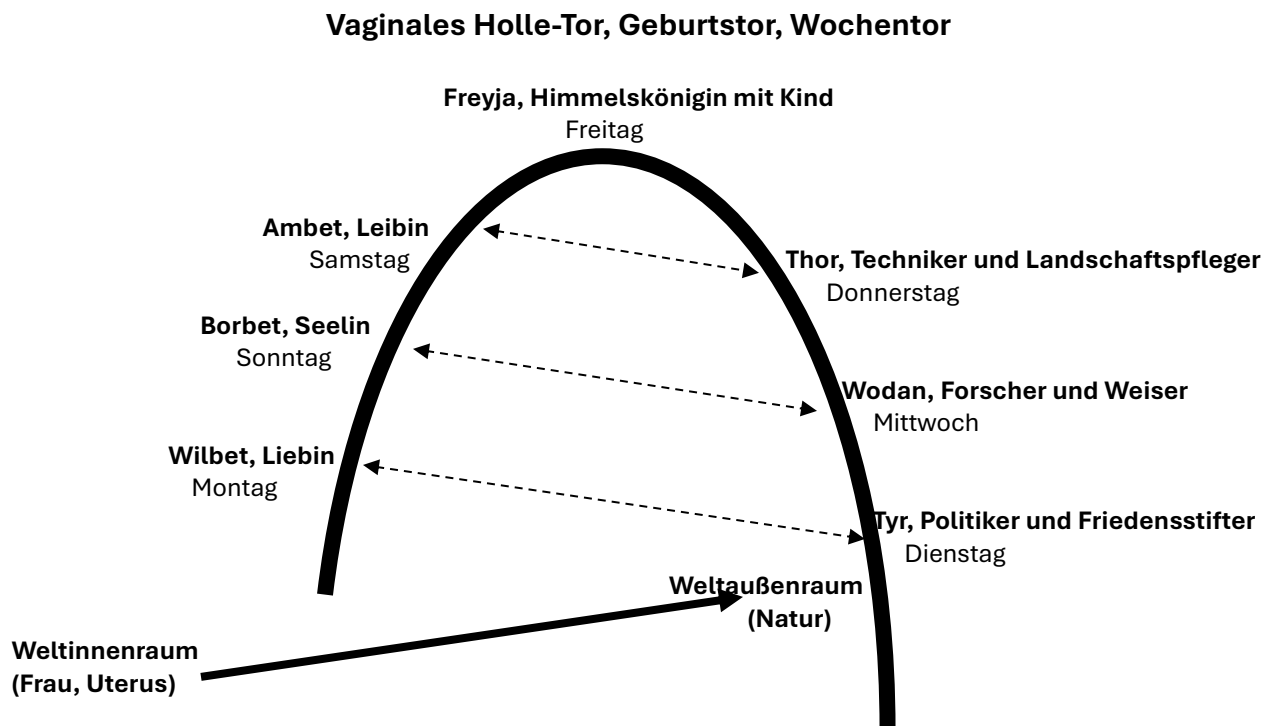 Vaginales Holle-Tor, Geburtstor, Wochentor
Freyja, Himmelskönigin mit Kind
Freitag
Ambet, Leibin
Samstag
Thor, Techniker und Landschaftspfleger
Donnerstag
Borbet, Seelin
Sonntag
Wodan, Forscher und Weiser
Mittwoch
Wilbet, Liebin
Montag
Tyr, Politiker und Friedensstifter
Dienstag
Weltaußenraum
(Natur)
Weltinnenraum
(Frau, Uterus)